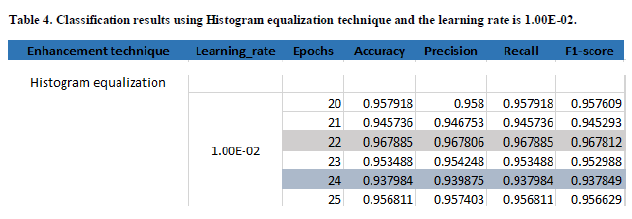 Table 4. Classification results using Histogram equalization technique and the learning rate is 1.00E-02.
Enhancement technique Learning_rate Epochs Accuracy Precision Recall F1-score
Histogram equalization
20 0.957918 0.958 0.957918 0.957609
21 0.945736 0.946753 0.945736 0.945293
1.00E-02
22 0.967885 0.967806 0.967885 0.967812
23 0.953488 0.954248 0.953488 0.952988
24 0.937984 0.939875 0.937984 0.937849
25 0.956811 0.957403 0.956811 0.956629